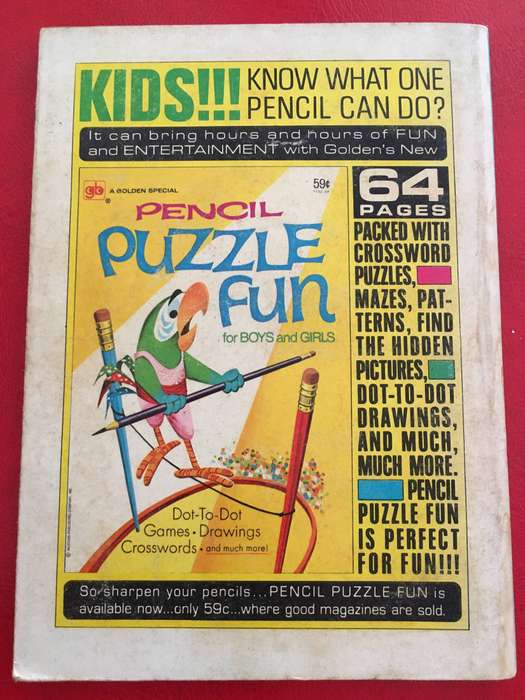 KIDS!!!
KNOW WHAT ONE
PENCIL CAN DO?
It can bring hours and hours of FUN
and ENTERTAINMENT with Golden's New
gb
®
A GOLDEN SPECIAL
59¢
PENCIL
PUZZLE
Fun
for BOYS and GIRLS
Dot-To-Dot
Games • Drawings
Crosswords • and much more!
64
PAGES
PACKED WITH
CROSSWORD
PUZZLES,
MAZES, PAT-
TERNS, FIND
THE HIDDEN
PICTURES,
DOT-TO-DOT
DRAWINGS,
AND MUCH,
MUCH MORE.
PENCIL
PUZZLE FUN
IS PERFECT
FOR FUN!!!
So sharpen your pencils...PENCIL PUZZLE FUN is
available now...only 59c...where good magazines are sold.